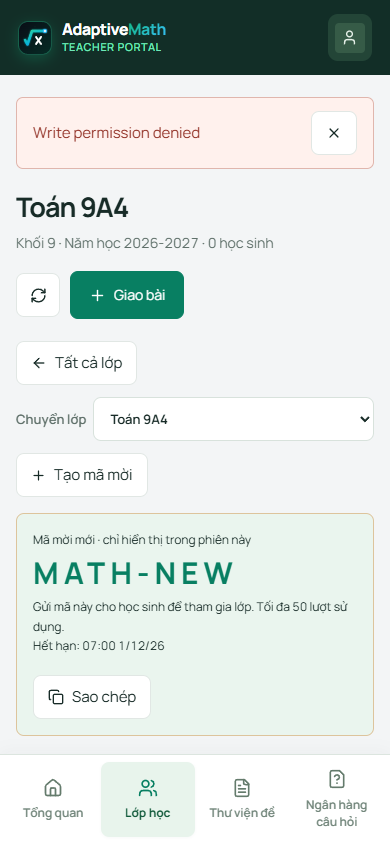 AdaptiveMath
TEACHER PORTAL
Write permission denied
Toán 9A4
Khối 9 · Năm học 2026-2027 · 0 học sinh
Giao bài
Tất cả lớp
Chuyển lớp
Toán 9A4
Tạo mã mời
Mã mời mới · chỉ hiển thị trong phiên này
MATH-NEW
Gửi mã này cho học sinh để tham gia lớp. Tối đa 50 lượt sử
dụng.
Hết hạn: 07:00 1/12/26
Sao chép
Tổng quan
Lớp học
Thư viện đề
Ngân hàng
câu hỏi